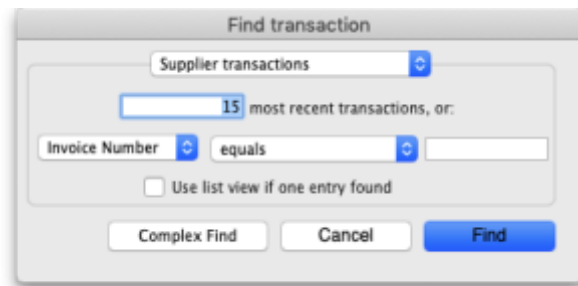 Find transaction
Supplier transactions
15 most recent transactions, or:
Invoice Number equals
Use list view if one entry found
Complex Find Cancel Find